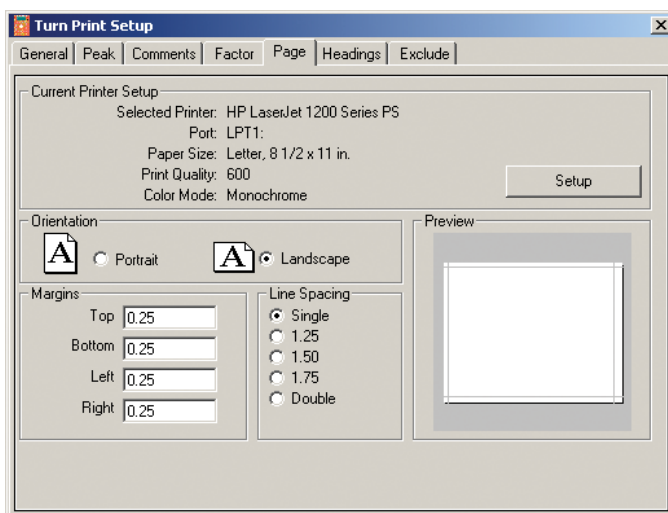 Turn Print Setup
General Peak Comments Factor Page Headings Exclude
Current Printer Setup
Selected Printer: HP LaserJet 1200 Series PS
Port: LPT1:
Paper Size: Letter, 8 1/2 x 11 in.
Print Quality: 600
Color Mode: Monochrome
Setup
Orientation
A Portrait A Landscape
Preview
Margins
Top 0.25
Bottom 0.25
Left 0.25
Right 0.25
Line Spacing
Single
1.25
1.50
1.75
Double